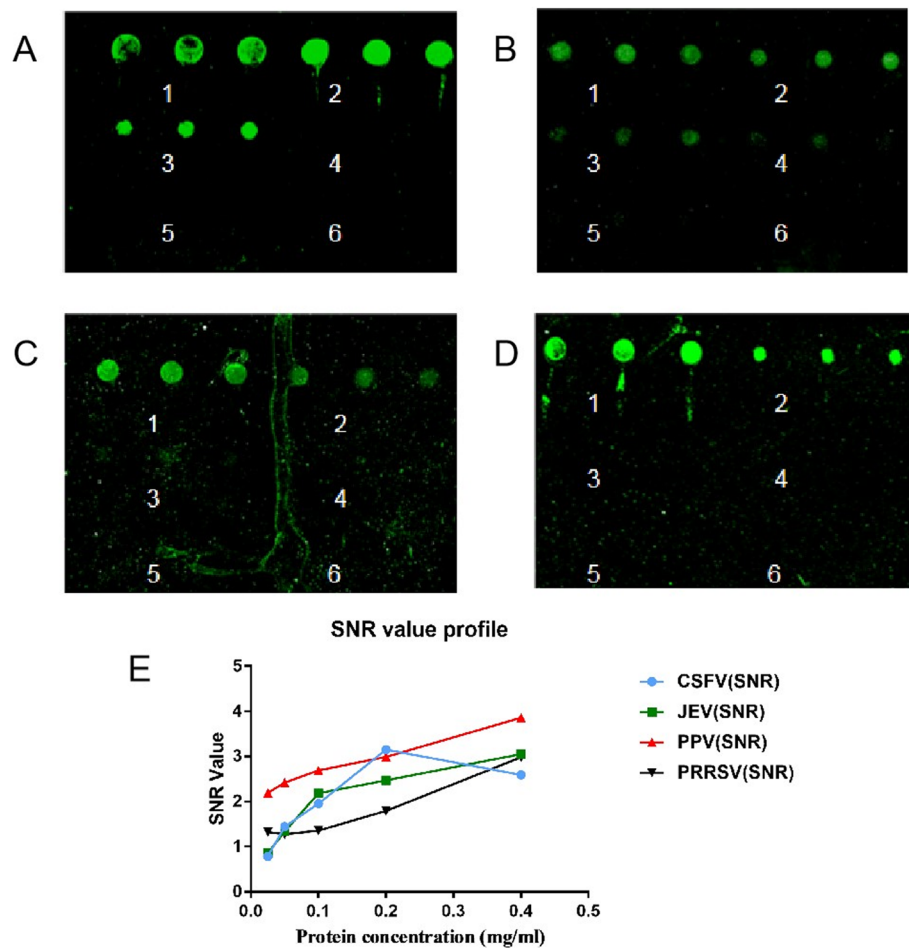 A
1 2
3 4
5 6
B
1 2
3 4
5 6
C
1 2
3 4
5 6
D
1 2
3 4
5 6
E
SNR value profile
SNR Value
5
4
3
2
1
0
0.0 0.1 0.2 0.3 0.4 0.5
Protein concentration (mg/ml)
CSFV(SNR)
JEV(SNR)
PPV(SNR)
PRRSV(SNR)